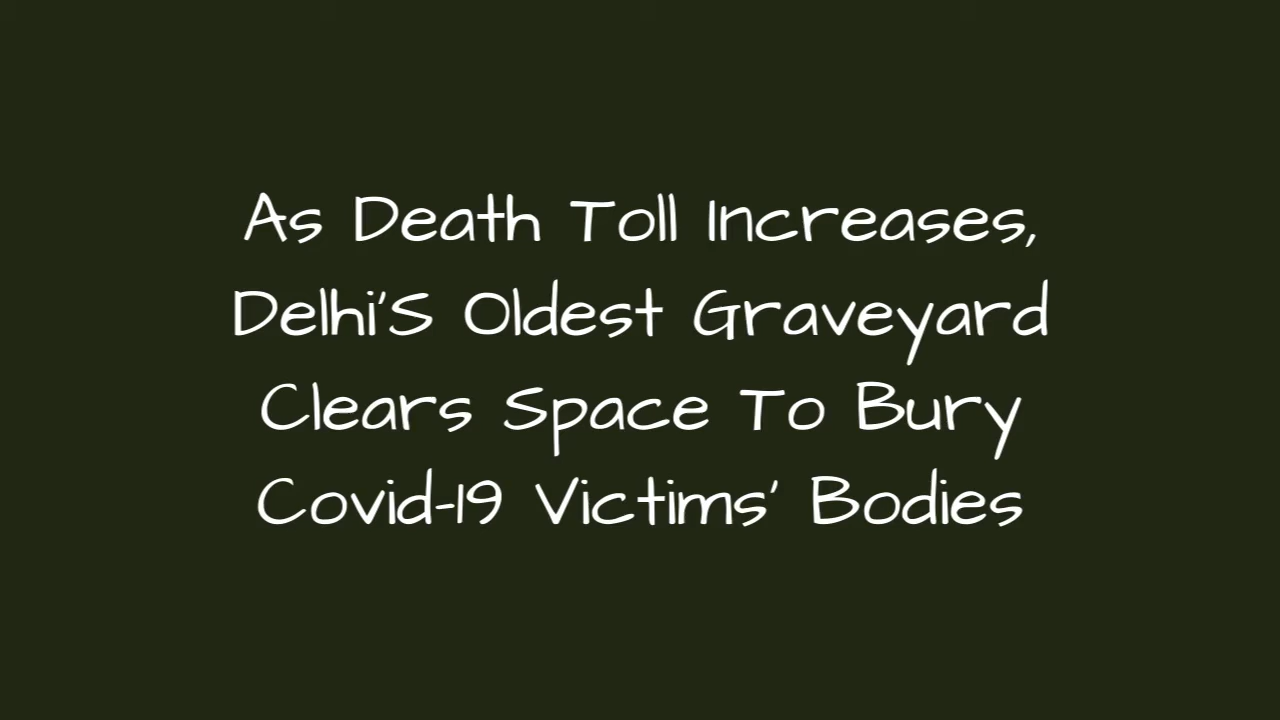 As Death Toll Increases,
Delhi'S Oldest Graveyard
Clears Space To Bury
Covid-19 Victims' Bodies